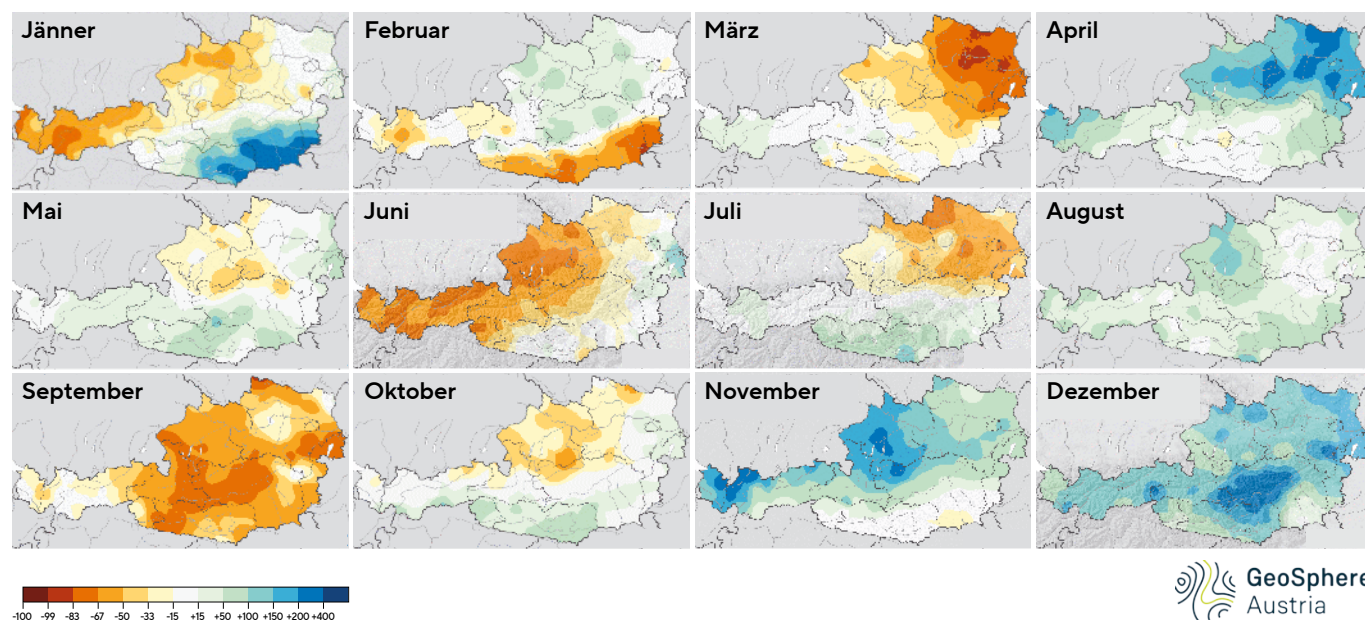 Jänner
Februar
März
April
Mai
Juni
Juli
August
September
Oktober
November
Dezember
-100 -99 -83 -67 -50 -33 -15 +15 +50 +100 +150 +200 +400
GeoSphere
Austria